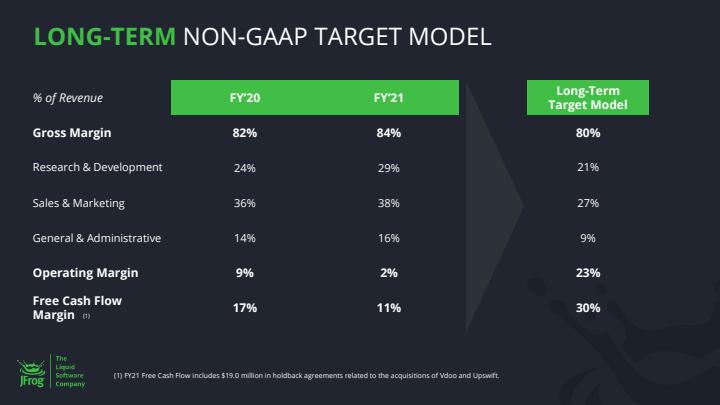 LONG-TERM NON-GAAP TARGET MODEL
% of Revenue FY'20 FY'21 Long-Term Target Model
Gross Margin 82% 84% 80%
Research & Development 24% 29% 21%
Sales & Marketing 36% 38% 27%
General & Administrative 14% 16% 9%
Operating Margin 9% 2% 23%
Free Cash Flow
Margin (1) 17% 11% 30%
JFrog
The
Liquid
Software
Company
(1) FY21 Free Cash Flow includes $19.0 million in holdback agreements related to the acquisitions of Vdoo and Upswift.